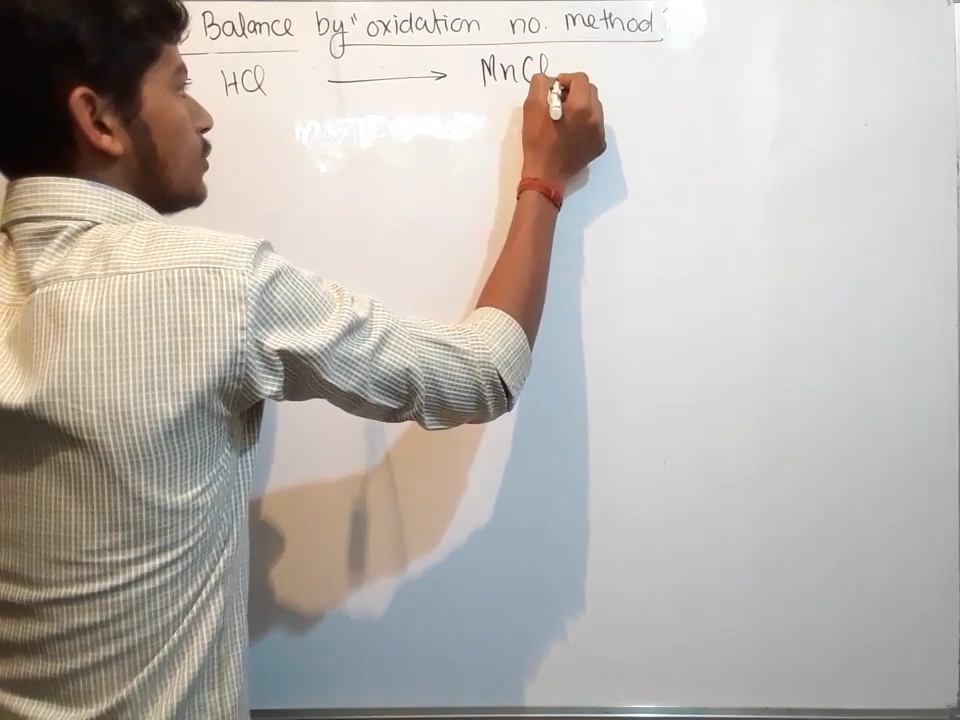 Balance by "oxidation no. method"
HCl → MnCl